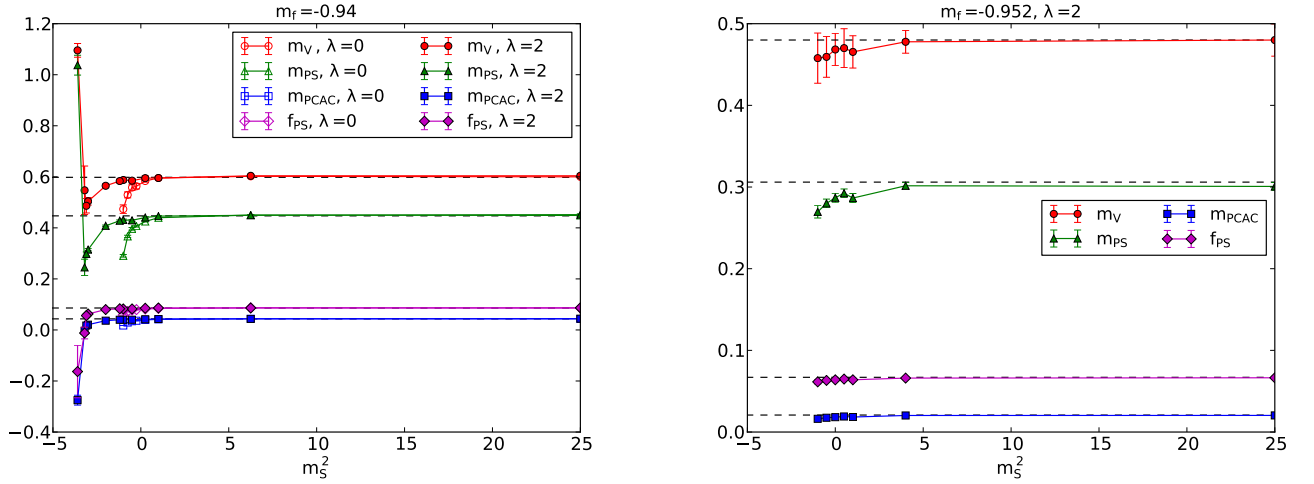 m_f=-0.94
1.2
1.0
0.8
0.6
0.4
0.2
0.0
−0.2
−0.4
m_V , λ=0
m_PS, λ=0
m_PCAC, λ=0
f_PS, λ=0
m_V , λ=2
m_PS, λ=2
m_PCAC, λ=2
f_PS, λ=2
−5 0 5 10 15 20 25
m_S^2
m_f=-0.952, λ=2
0.5
0.4
0.3
0.2
0.1
0.0
m_V
m_PS
m_PCAC
f_PS
−5 0 5 10 15 20 25
m_S^2